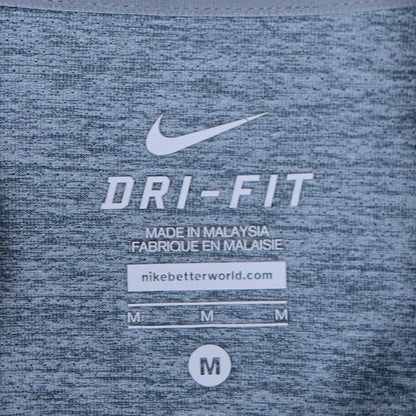 DRI-FIT
MADE IN MALAYSIA
FABRIQUE EN MALAISIE
nikebetterworld.com
M M M
M